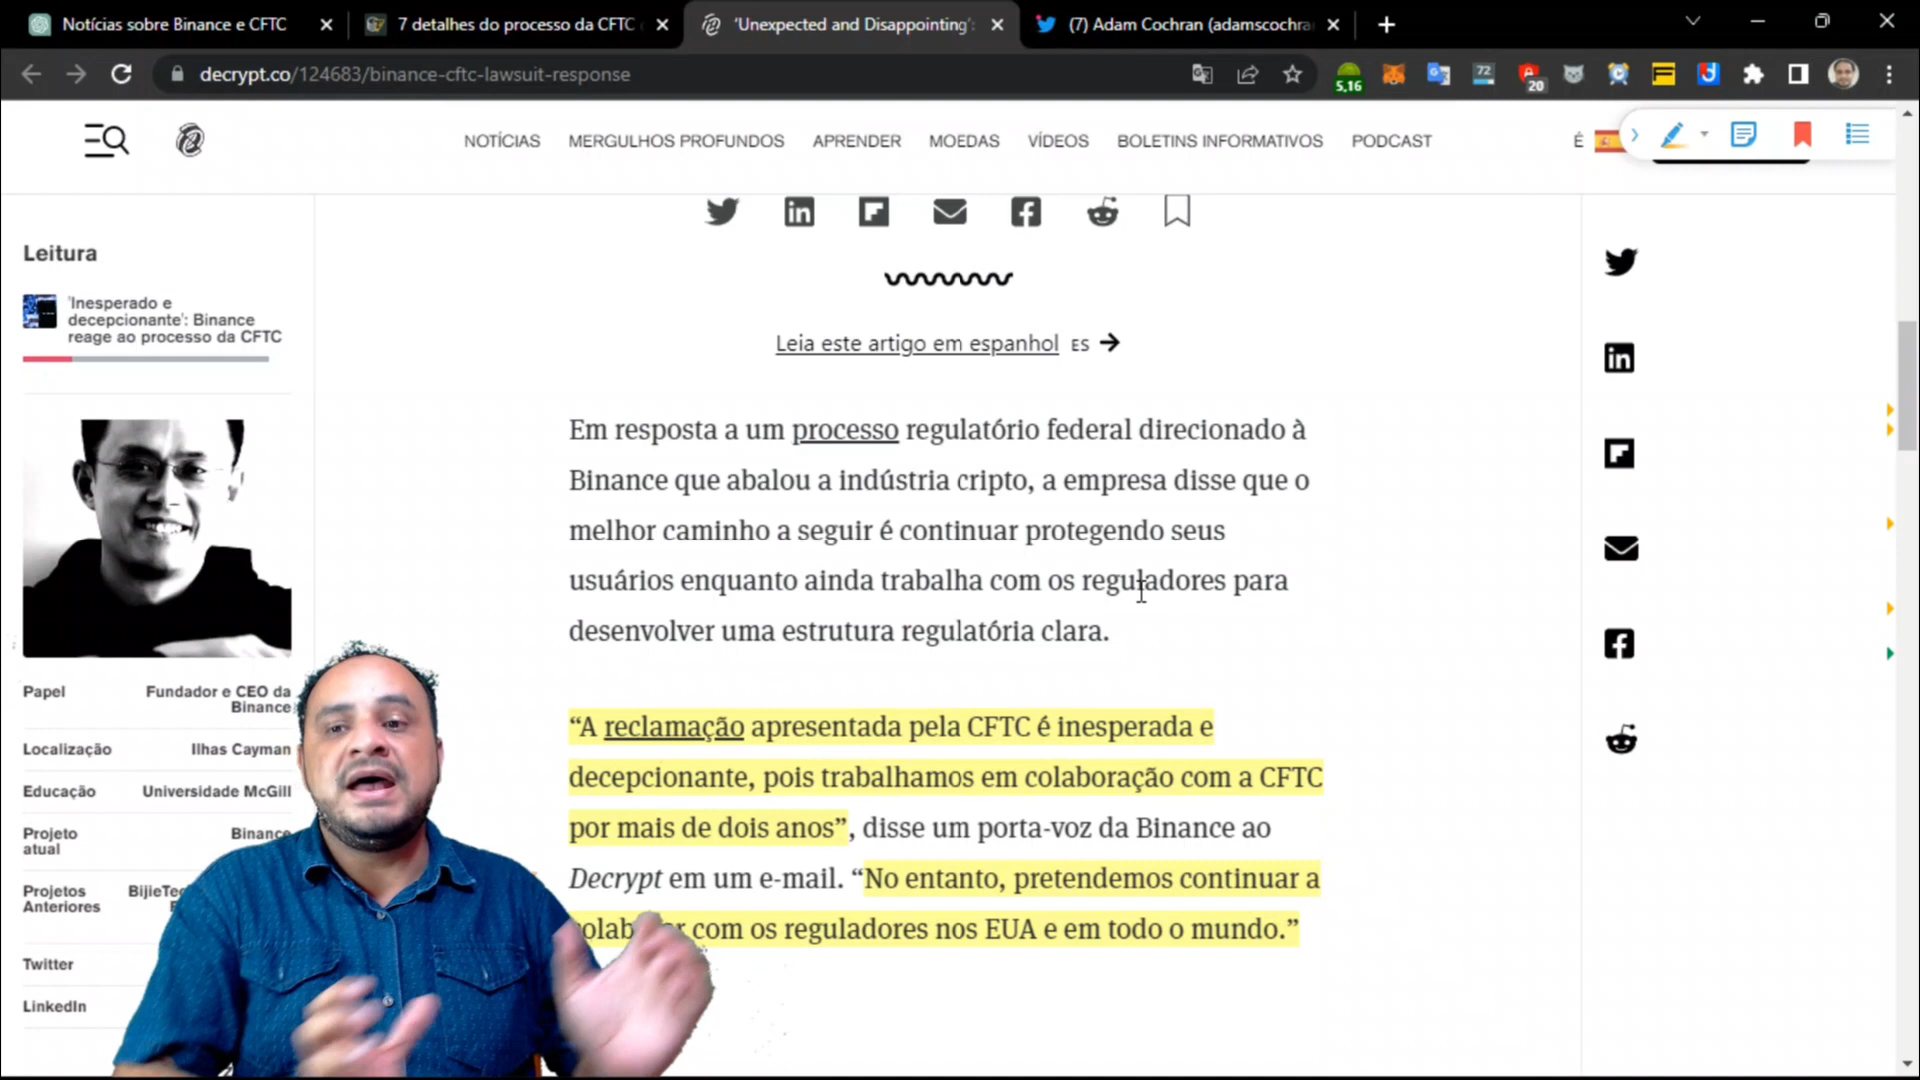 Notícias sobre Binance e CFTC
7 detalhes do processo da CFTC
'Unexpected and Disappointing':
(7) Adam Cochran (adamscochra
decrypt.co/124683/binance-cftc-lawsuit-response
5,16
72
20
NOTÍCIAS
MERGULHOS PROFUNDOS
APRENDER
MOEDAS
VÍDEOS
BOLETINS INFORMATIVOS
PODCAST
É
Leitura
'Inesperado e
decepcionante': Binance
reage ao processo da CFTC
Leia este artigo em espanhol ES
Em resposta a um processo regulatório federal direcionado à
Binance que abalou a indústria cripto, a empresa disse que o
melhor caminho a seguir é continuar protegendo seus
usuários enquanto ainda trabalha com os reguladores para
desenvolver uma estrutura regulatória clara.
“A reclamação apresentada pela CFTC é inesperada e
decepcionante, pois trabalhamos em colaboração com a CFTC
por mais de dois anos”, disse um porta-voz da Binance ao
Decrypt em um e-mail. “No entanto, pretendemos continuar a
com os reguladores nos EUA e em todo o mundo.”
Papel Fundador e CEO da
Binance
Localização Ilhas Cayman
Educação Universidade McGill
Projeto
atual Binance
Projetos
Anteriores BijieTec
Twitter
LinkedIn